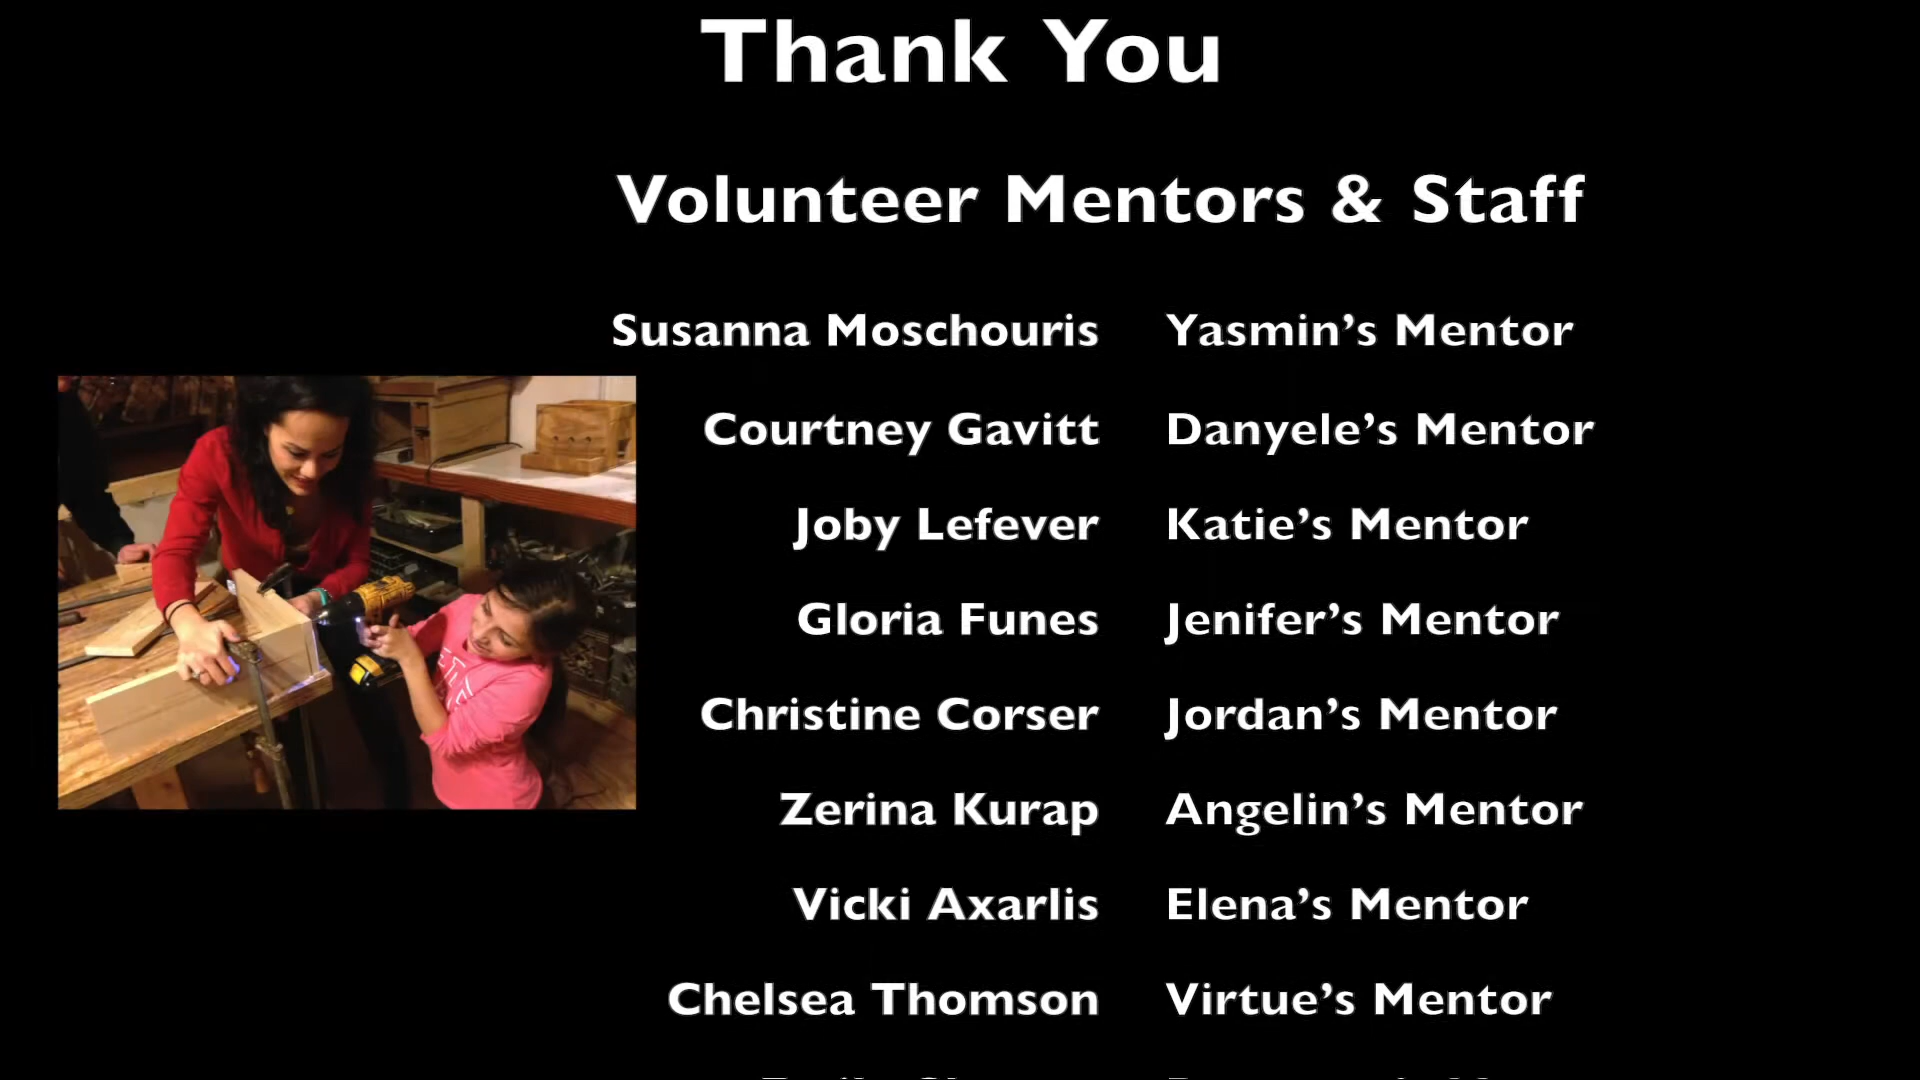 Thank You
Volunteer Mentors & Staff
Susanna Moschouris Yasmin’s Mentor
Courtney Gavitt Danyele’s Mentor
Joby Lefever Katie’s Mentor
Gloria Funes Jenifer’s Mentor
Christine Corser Jordan’s Mentor
Zerina Kurap Angelin’s Mentor
Vicki Axarlis Elena’s Mentor
Chelsea Thomson Virtue’s Mentor